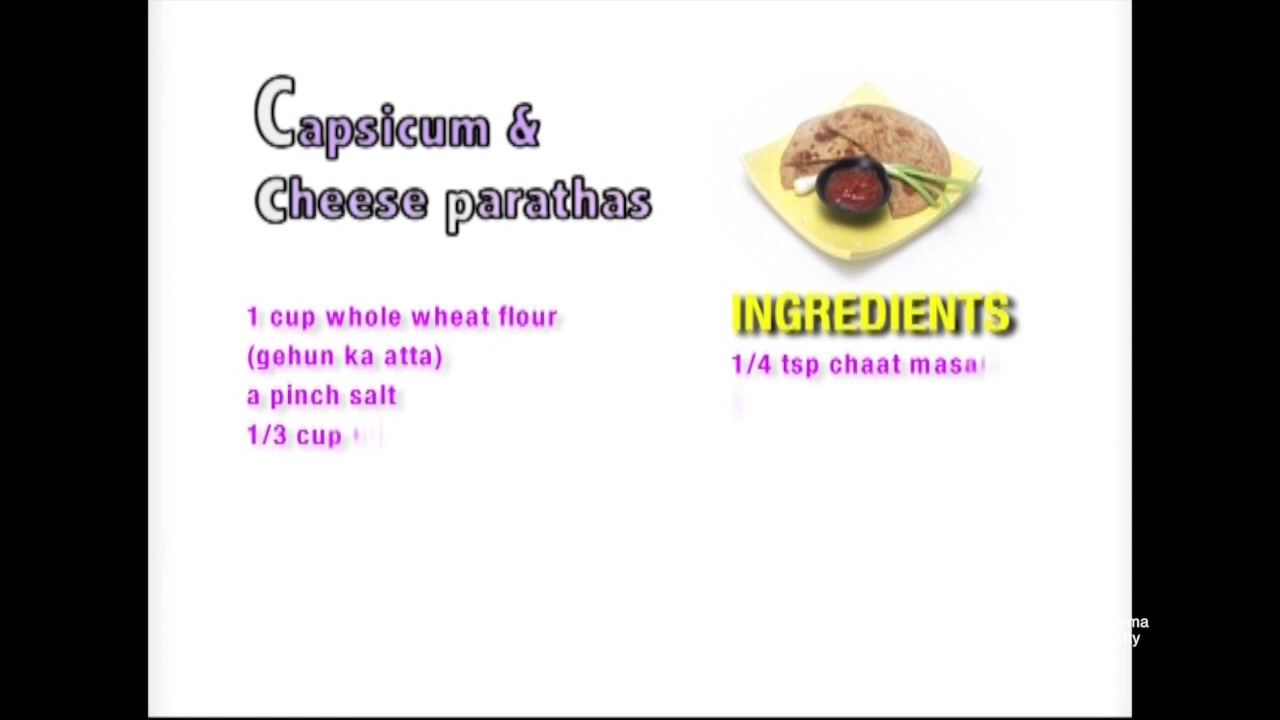 Capsicum &
Cheese parathas
1 cup whole wheat flour
(gehun ka atta)
a pinch salt
1/3 cup
INGREDIENTS
1/4 tsp chaat